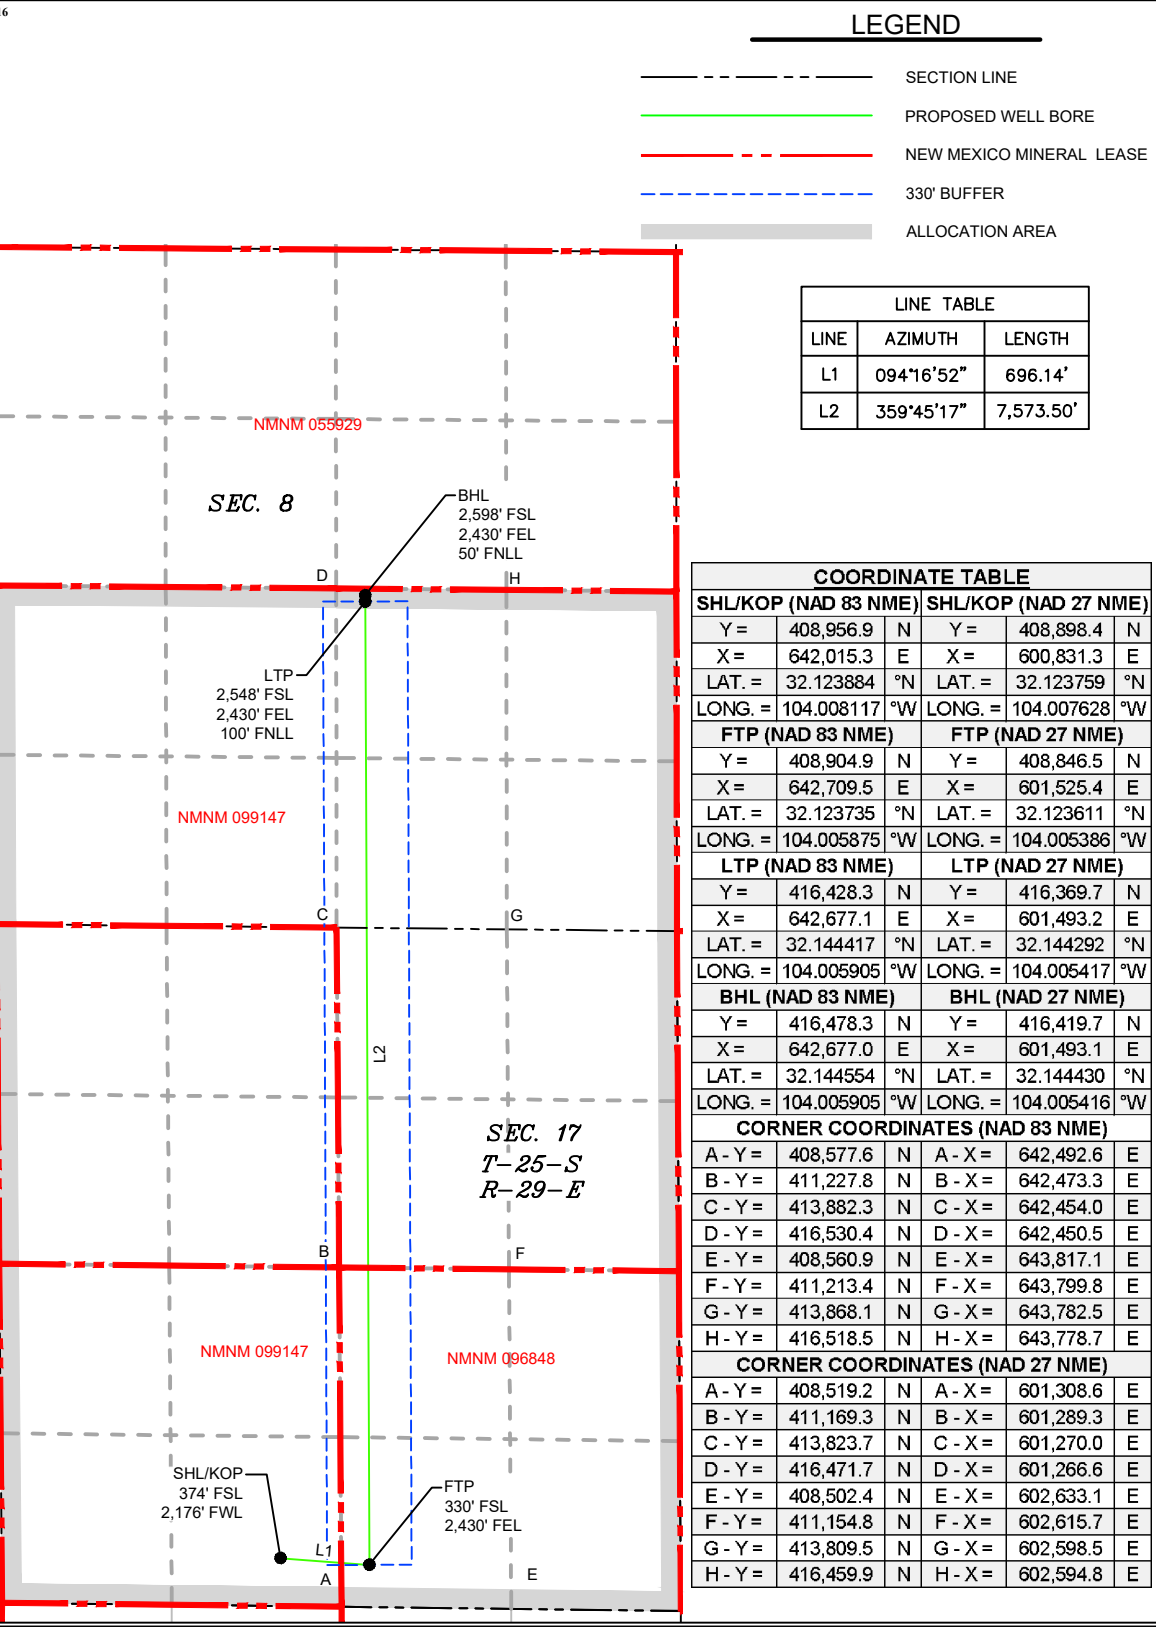 16
LEGEND
SECTION LINE
PROPOSED WELL BORE
NEW MEXICO MINERAL LEASE
330' BUFFER
ALLOCATION AREA
LINE TABLE
LINE AZIMUTH LENGTH
L1 094°16'52" 696.14'
L2 359°45'17" 7,573.50'
NMNM 055929
SEC. 8
BHL
2,598' FSL
2,430' FEL
50' FNLL
D
H
LTP
2,548' FSL
2,430' FEL
100' FNLL
NMNM 099147
C
G
L2
SEC. 17
T-25-S
R-29-E
B
F
NMNM 099147
NMNM 096848
SHL/KOP
374' FSL
2,176' FWL
FTP
330' FSL
2,430' FEL
L1
A
E
COORDINATE TABLE
SHL/KOP (NAD 83 NME) SHL/KOP (NAD 27 NME)
Y = 408,956.9 N Y = 408,898.4 N
X = 642,015.3 E X = 600,831.3 E
LAT. = 32.123884 °N LAT. = 32.123759 °N
LONG. = 104.008117 °W LONG. = 104.007628 °W
FTP (NAD 83 NME) FTP (NAD 27 NME)
Y = 408,904.9 N Y = 408,846.5 N
X = 642,709.5 E X = 601,525.4 E
LAT. = 32.123735 °N LAT. = 32.123611 °N
LONG. = 104.005875 °W LONG. = 104.005386 °W
LTP (NAD 83 NME) LTP (NAD 27 NME)
Y = 416,428.3 N Y = 416,369.7 N
X = 642,677.1 E X = 601,493.2 E
LAT. = 32.144417 °N LAT. = 32.144292 °N
LONG. = 104.005905 °W LONG. = 104.005417 °W
BHL (NAD 83 NME) BHL (NAD 27 NME)
Y = 416,478.3 N Y = 416,419.7 N
X = 642,677.0 E X = 601,493.1 E
LAT. = 32.144554 °N LAT. = 32.144430 °N
LONG. = 104.005905 °W LONG. = 104.005416 °W
CORNER COORDINATES (NAD 83 NME)
A - Y = 408,577.6 N A - X = 642,492.6 E
B - Y = 411,227.8 N B - X = 642,473.3 E
C - Y = 413,882.3 N C - X = 642,454.0 E
D - Y = 416,530.4 N D - X = 642,450.5 E
E - Y = 408,560.9 N E - X = 643,817.1 E
F - Y = 411,213.4 N F - X = 643,799.8 E
G - Y = 413,868.1 N G - X = 643,782.5 E
H - Y = 416,518.5 N H - X = 643,778.7 E
CORNER COORDINATES (NAD 27 NME)
A - Y = 408,519.2 N A - X = 601,308.6 E
B - Y = 411,169.3 N B - X = 601,289.3 E
C - Y = 413,823.7 N C - X = 601,270.0 E
D - Y = 416,471.7 N D - X = 601,266.6 E
E - Y = 408,502.4 N E - X = 602,633.1 E
F - Y = 411,154.8 N F - X = 602,615.7 E
G - Y = 413,809.5 N G - X = 602,598.5 E
H - Y = 416,459.9 N H - X = 602,594.8 E